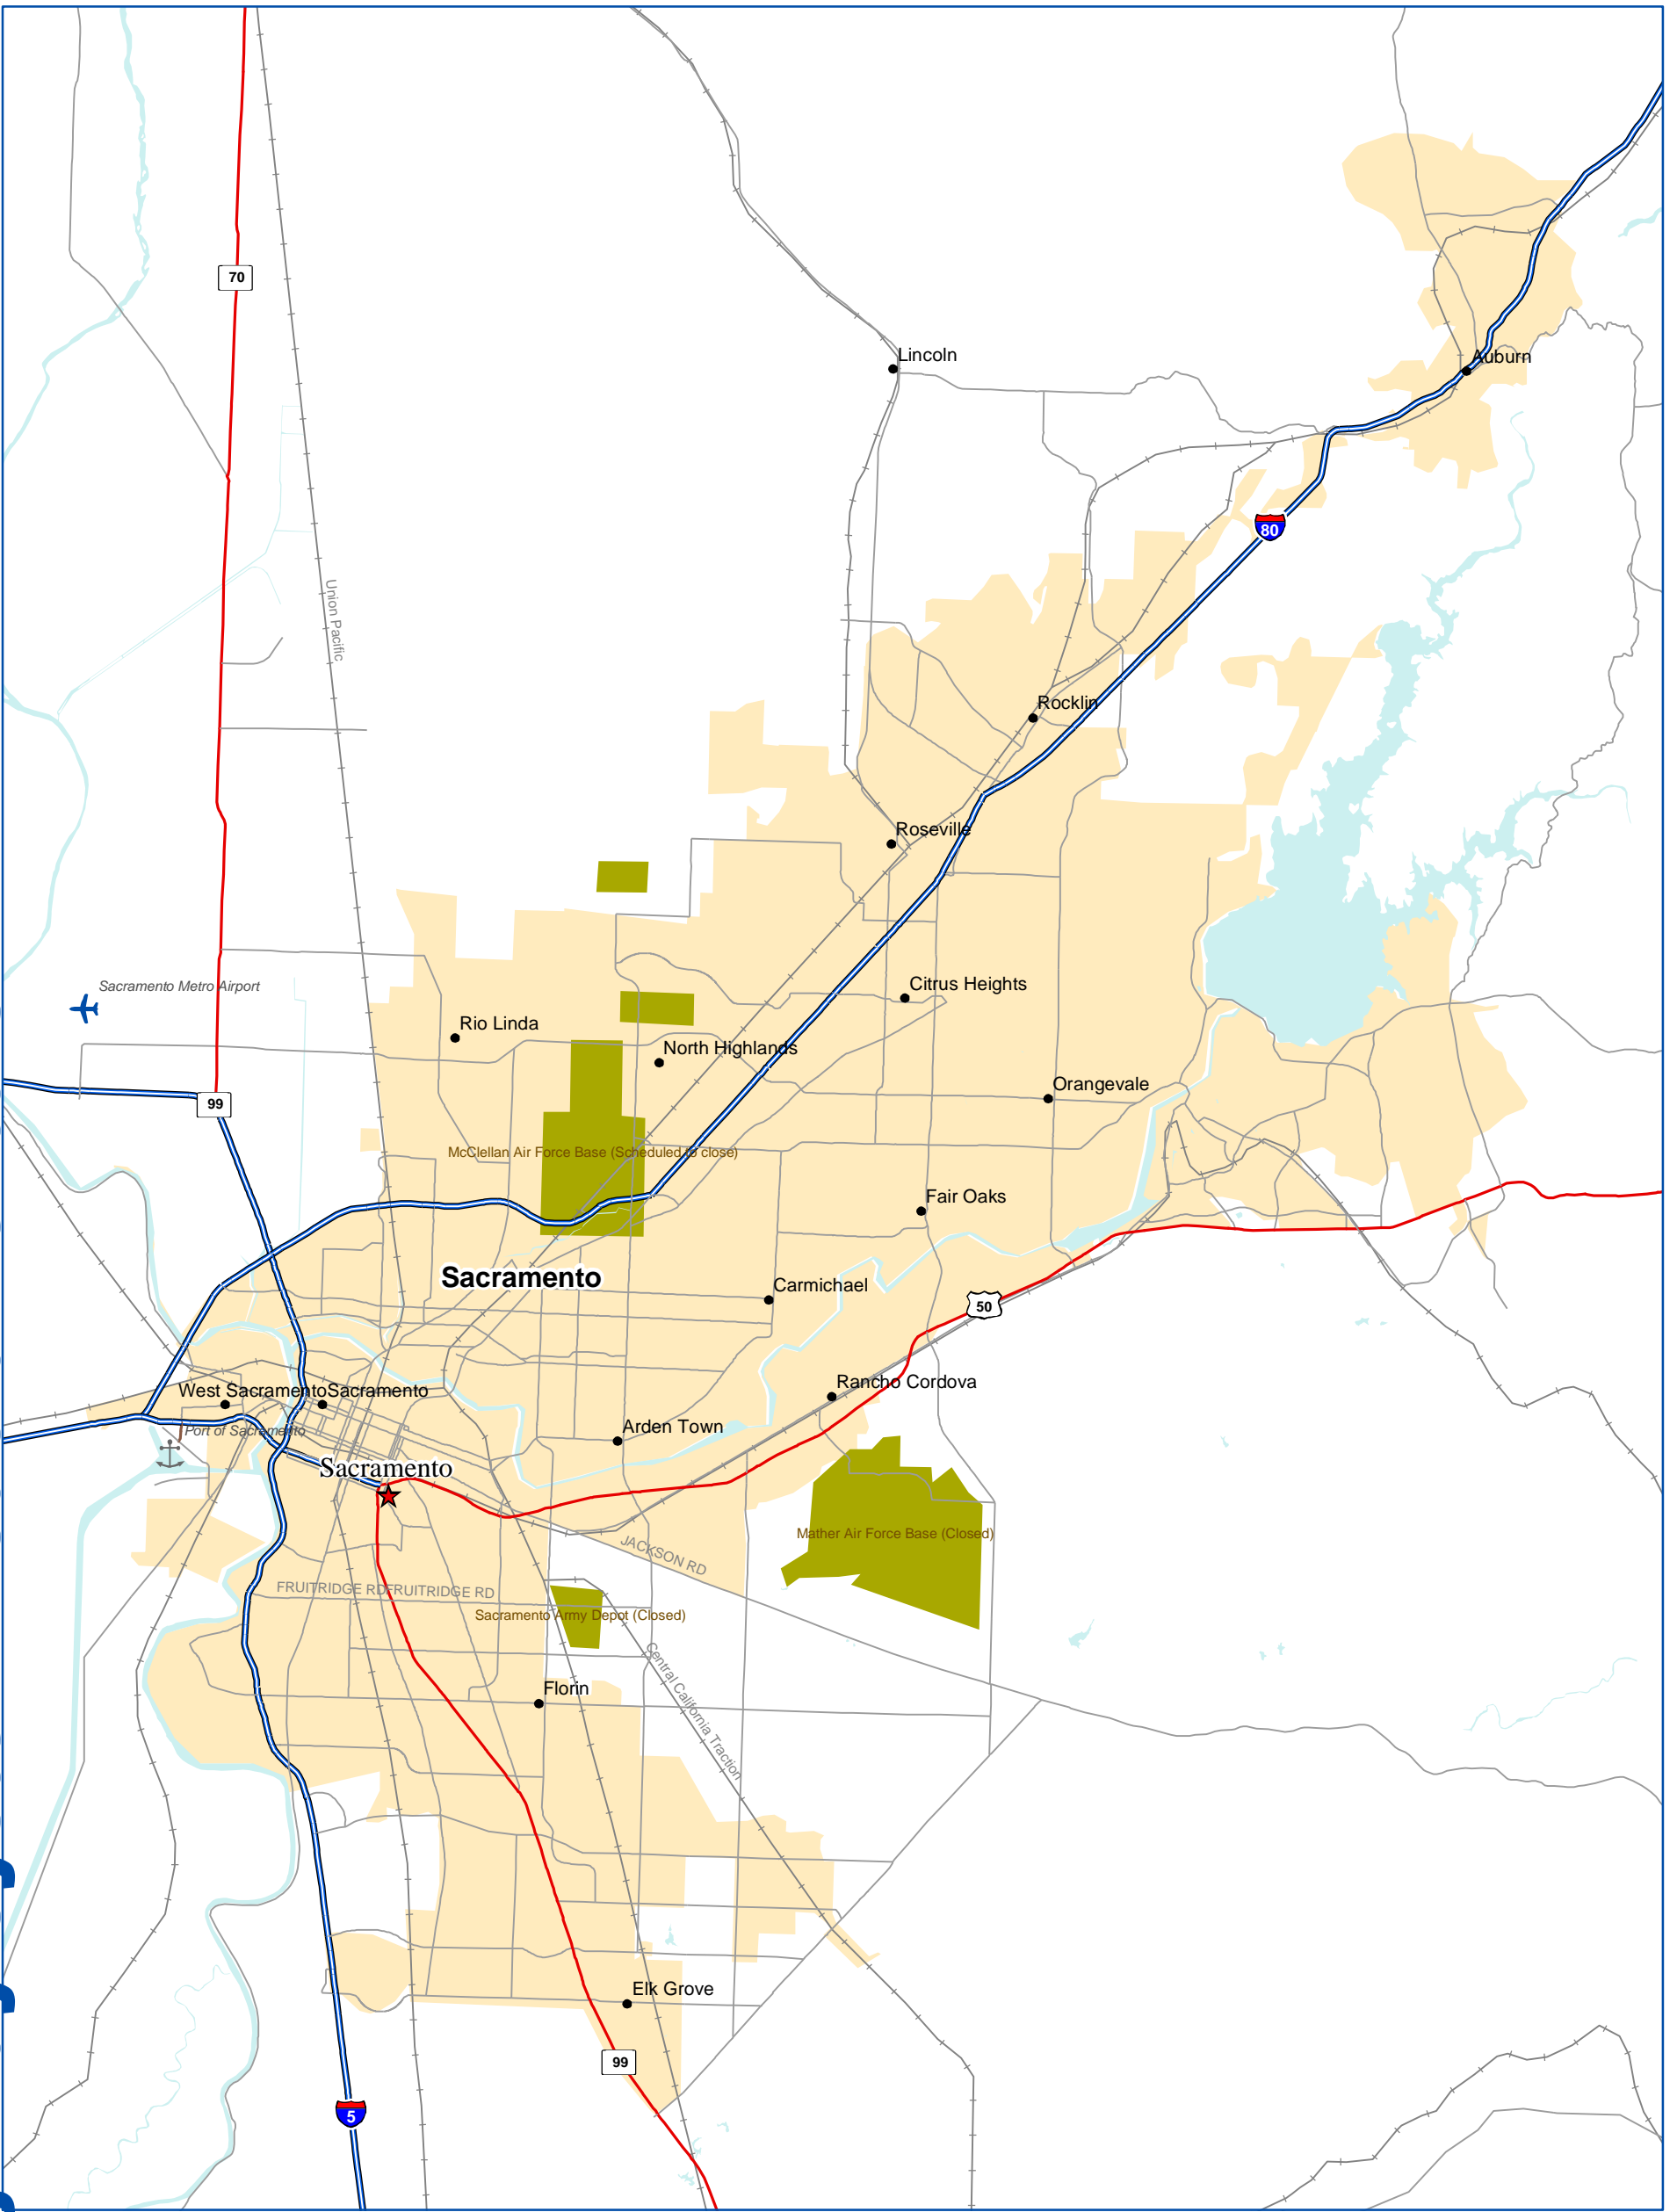 70
Lincoln
Auburn
80
Union Pacific
Rocklin
Roseville
Sacramento Metro Airport
Citrus Heights
Rio Linda
North Highlands
Orangevale
99
McClellan Air Force Base (Scheduled to close)
Fair Oaks
Sacramento
Carmichael
50
Rancho Cordova
West Sacramento
Sacramento
Arden Town
Port of Sacramento
Sacramento
Mather Air Force Base (Closed)
JACKSON RD
FRUITRIDGE RD
FRUITRIDGE RD
Sacramento Army Depot (Closed)
Central California Traction
Florin
Elk Grove
99
5